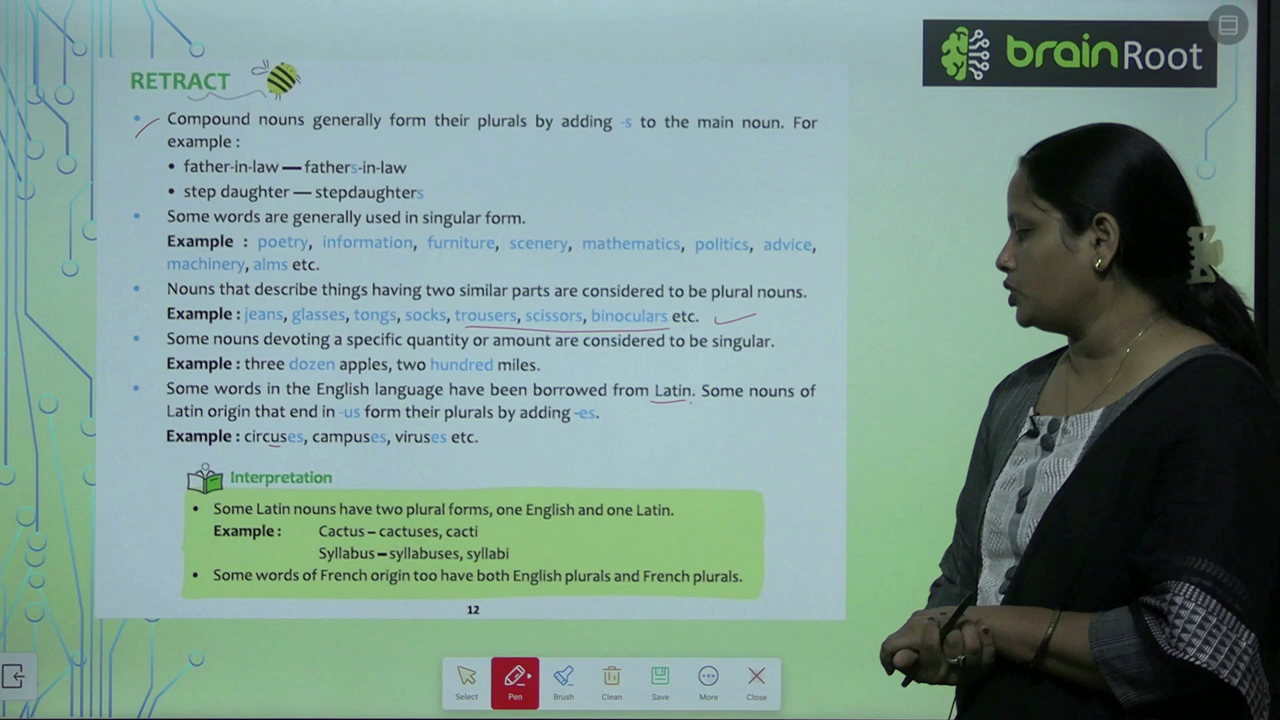 brainRoot
RETRACT
• Compound nouns generally form their plurals by adding -s to the main noun. For
example :
• father-in-law — fathers-in-law
• step daughter — stepdaughters
• Some words are generally used in singular form.
Example : poetry, information, furniture, scenery, mathematics, politics, advice,
machinery, alms etc.
• Nouns that describe things having two similar parts are considered to be plural nouns.
Example : jeans, glasses, tongs, socks, trousers, scissors, binoculars etc.
• Some nouns devoting a specific quantity or amount are considered to be singular.
Example : three dozen apples, two hundred miles.
• Some words in the English language have been borrowed from Latin. Some nouns of
Latin origin that end in -us form their plurals by adding -es.
Example : circuses, campuses, viruses etc.
Interpretation
• Some Latin nouns have two plural forms, one English and one Latin.
Example : Cactus – cactuses, cacti
Syllabus – syllabuses, syllabi
• Some words of French origin too have both English plurals and French plurals.
12
Select Pen Brush Clean Save More Close